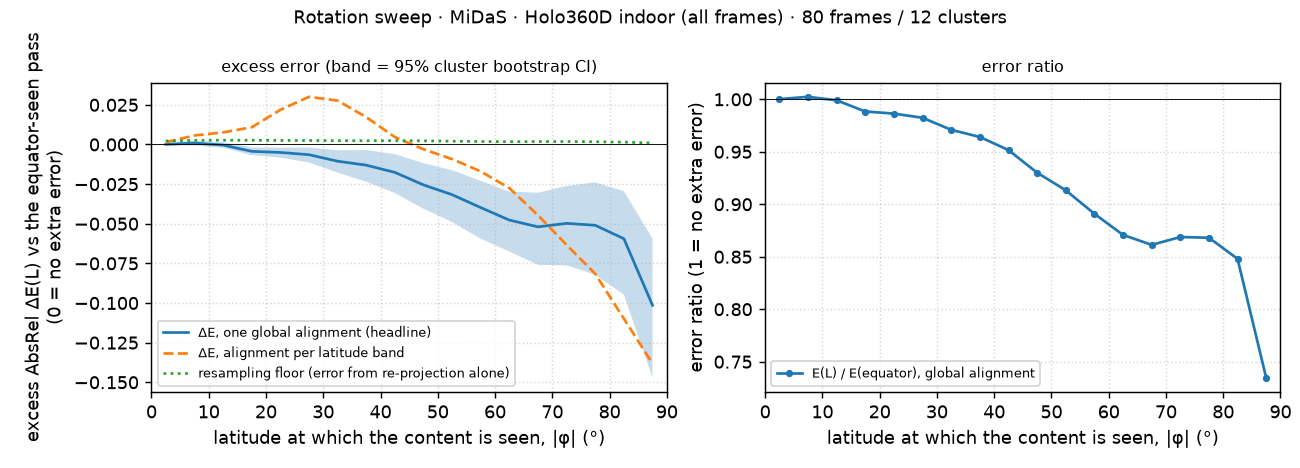 Rotation sweep · MiDaS · Holo360D indoor (all frames) · 80 frames / 12 clusters
excess error (band = 95% cluster bootstrap CI)
excess AbsRel ΔE(L) vs the equator-seen pass
(0 = no extra error)
0.025
0.000
−0.025
−0.050
−0.075
−0.100
−0.125
−0.150
ΔE, one global alignment (headline)
ΔE, alignment per latitude band
resampling floor (error from re-projection alone)
0 10 20 30 40 50 60 70 80 90
latitude at which the content is seen, |φ| (°)
error ratio
error ratio (1 = no extra error)
1.00
0.95
0.90
0.85
0.80
0.75
E(L) / E(equator), global alignment
0 10 20 30 40 50 60 70 80 90
latitude at which the content is seen, |φ| (°)